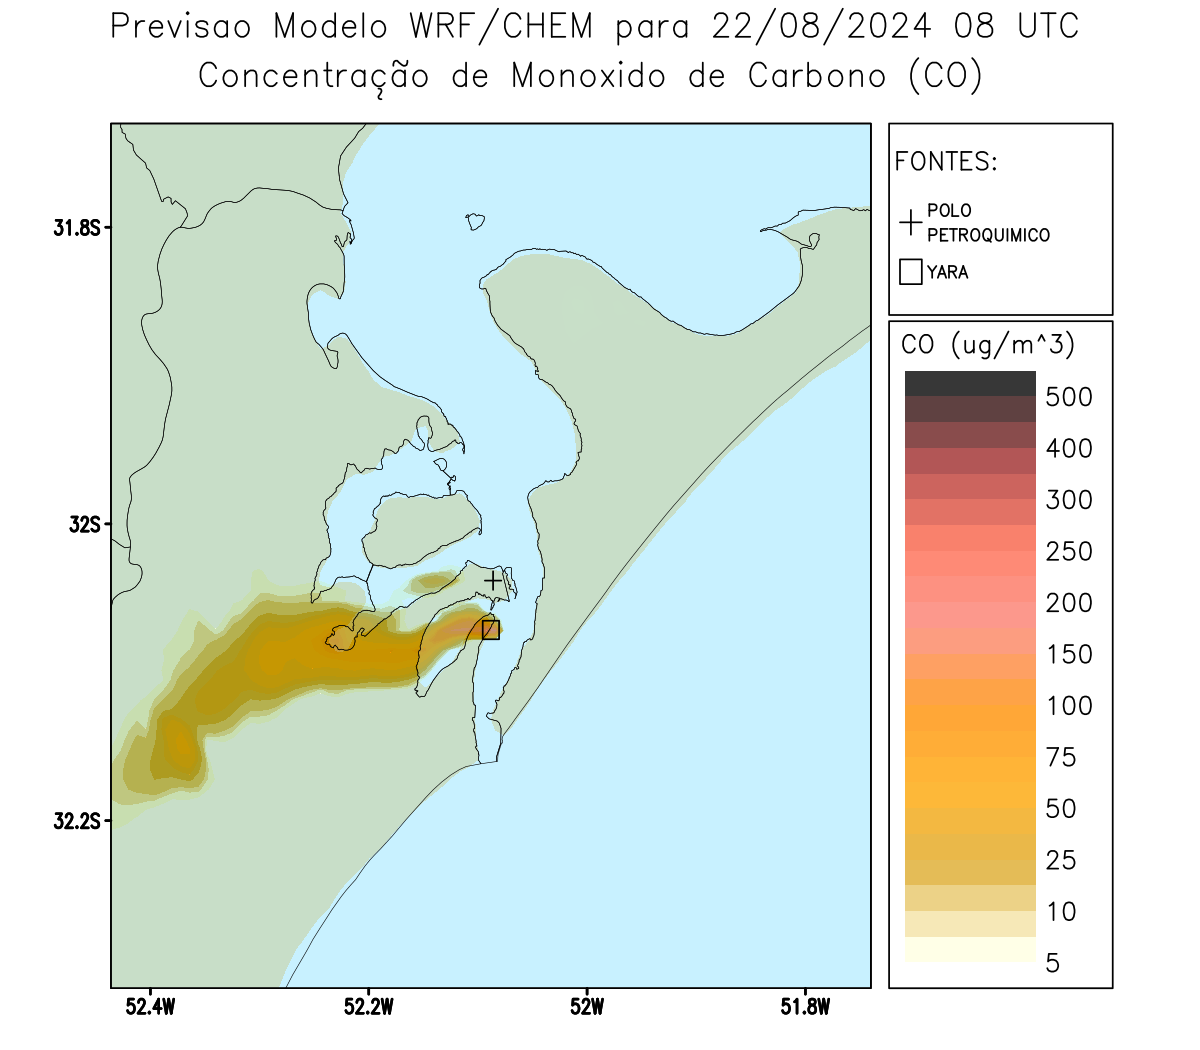 Previsao Modelo WRF/CHEM para 22/08/2024 08 UTC
Concentração de Monoxido de Carbono (CO)
FONTES:
POLO
PETROQUIMICO
YARA
CO (ug/m^3)
500
400
300
250
200
150
100
75
50
25
10
5
31.8S
32S
32.2S
52.4W
52.2W
52W
51.8W